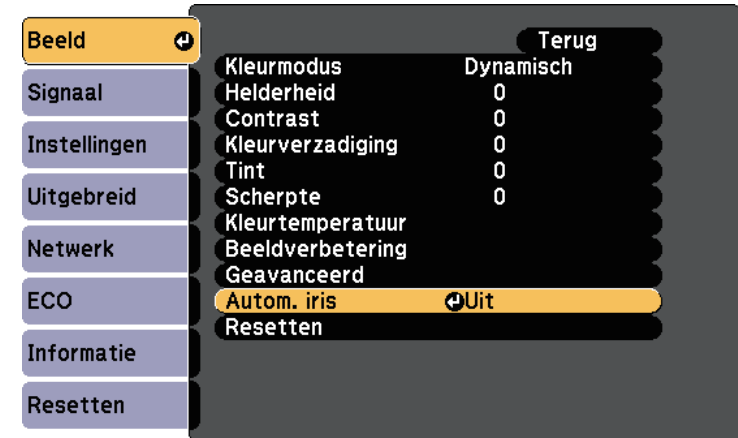 Beeld
Signaal
Instellingen
Uitgebreid
Netwerk
ECO
Informatie
Resetten
Terug
Kleurmodus Dynamisch
Helderheid 0
Contrast 0
Kleurverzadiging 0
Tint 0
Scherpte 0
Kleurtemperatuur
Beeldverbetering
Geavanceerd
Autom. iris Uit
Resetten